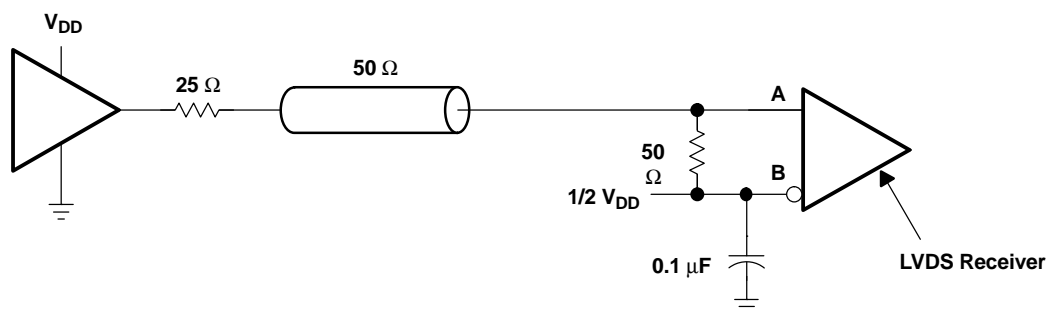 V_DD
25 Ω
50 Ω
A
50
Ω
B
1/2 V_DD
0.1 μF
LVDS Receiver